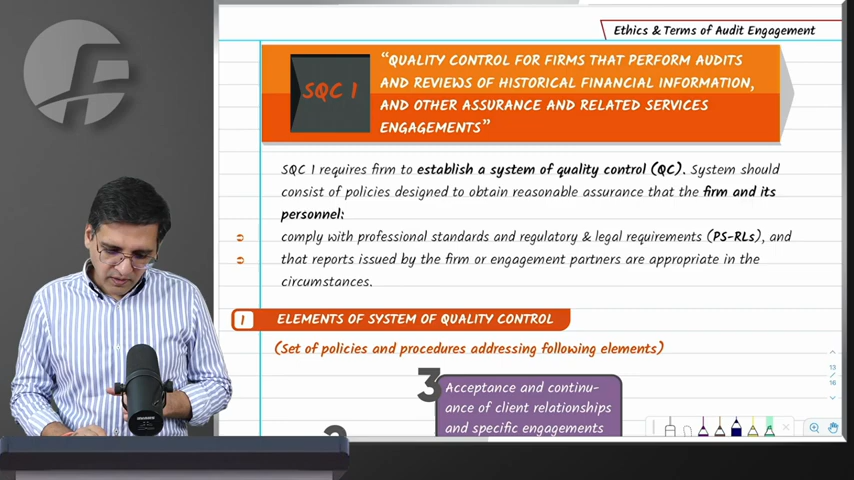 Ethics & Terms of Audit Engagement
SQC 1
“QUALITY CONTROL FOR FIRMS THAT PERFORM AUDITS
AND REVIEWS OF HISTORICAL FINANCIAL INFORMATION,
AND OTHER ASSURANCE AND RELATED SERVICES
ENGAGEMENTS”
SQC 1 requires firm to establish a system of quality control (QC). System should
consist of policies designed to obtain reasonable assurance that the firm and its
personnel:
comply with professional standards and regulatory & legal requirements (PS-RLs), and
that reports issued by the firm or engagement partners are appropriate in the
circumstances.
1 ELEMENTS OF SYSTEM OF QUALITY CONTROL
(Set of policies and procedures addressing following elements)
3
Acceptance and continu-
ance of client relationships
and specific engagements
13
/
16